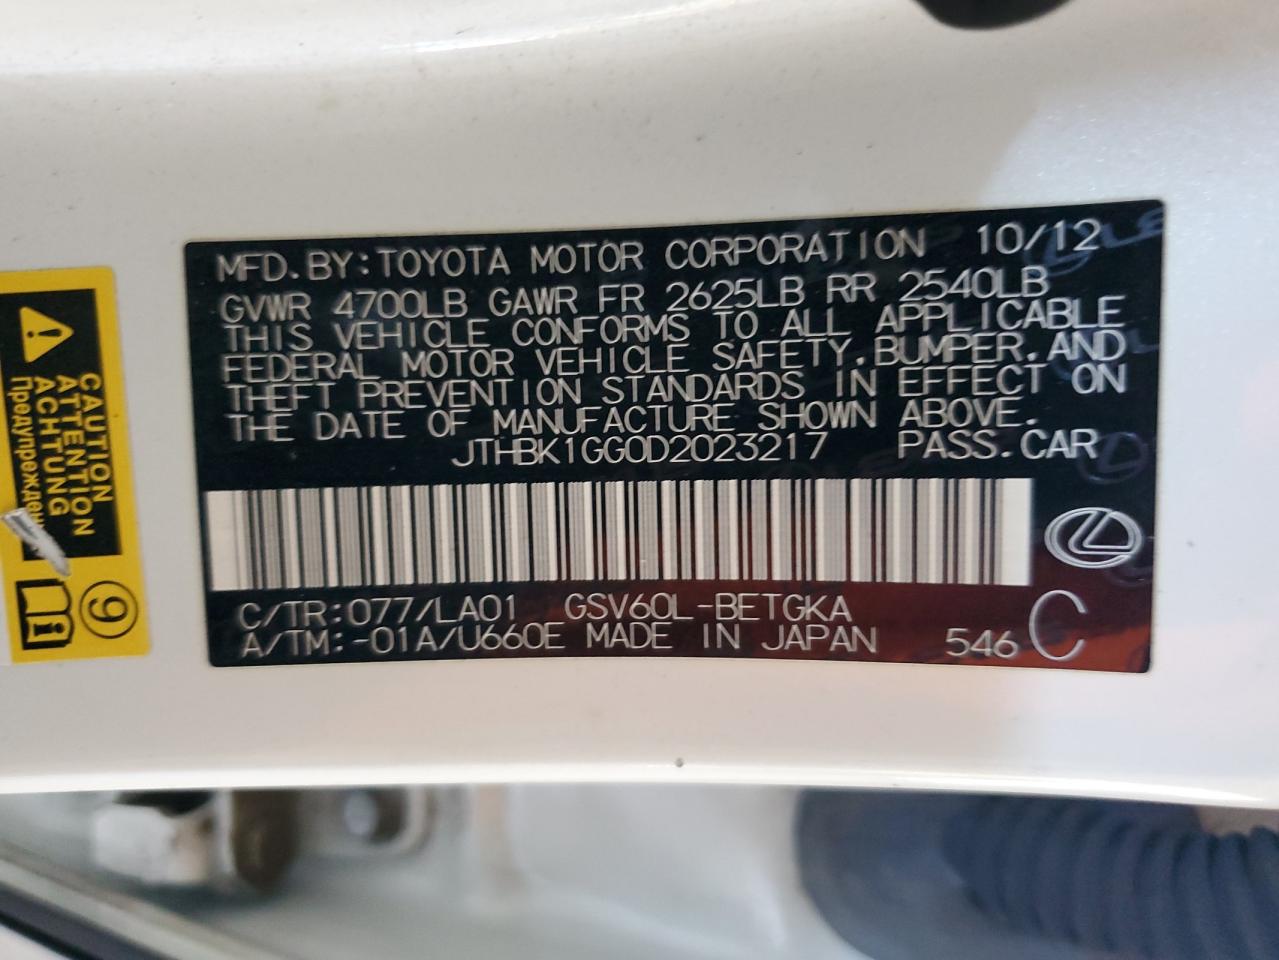 MFD.BY:TOYOTA MOTOR CORPORATION 10/12
GVWR 4700LB GAWR FR 2625LB RR 2540LB
THIS VEHICLE CONFORMS TO ALL APPLICABLE
FEDERAL MOTOR VEHICLE SAFETY,BUMPER,AND
THEFT PREVENTION STANDARDS IN EFFECT ON
THE DATE OF MANUFACTURE SHOWN ABOVE.
JTHBK1GG0D2023217 PASS.CAR
C/TR:077/LA01 GSV60L-BETGKA
A/TM:-01A/U660E MADE IN JAPAN 546 C
CAUTION
ATTENTION
ACHTUNG
9